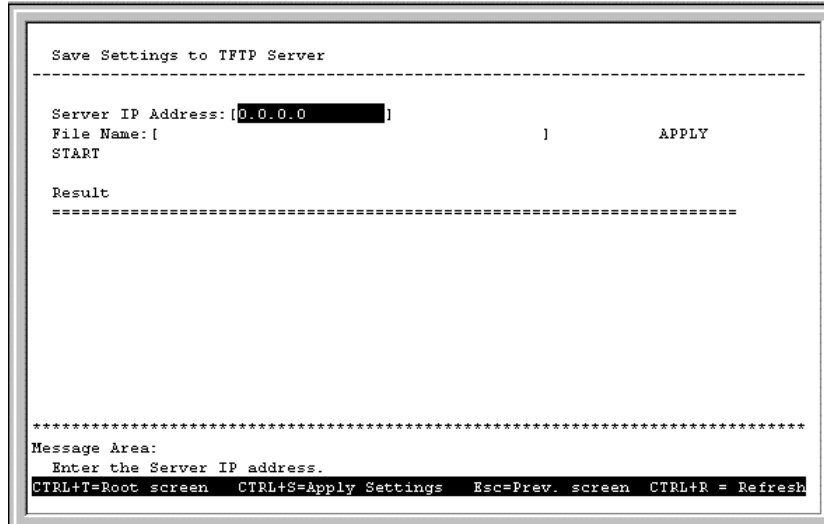 Save Settings to TFTP Server
--------------------------------------------------------------------------------
Server IP Address:[0.0.0.0        ]
File Name:[                                        ]           APPLY
START
Result
======================================================================
********************************************************************************
Message Area:
Enter the Server IP address.
CTRL+T=Root screen   CTRL+S=Apply Settings   Esc=Prev. screen  CTRL+R = Refresh